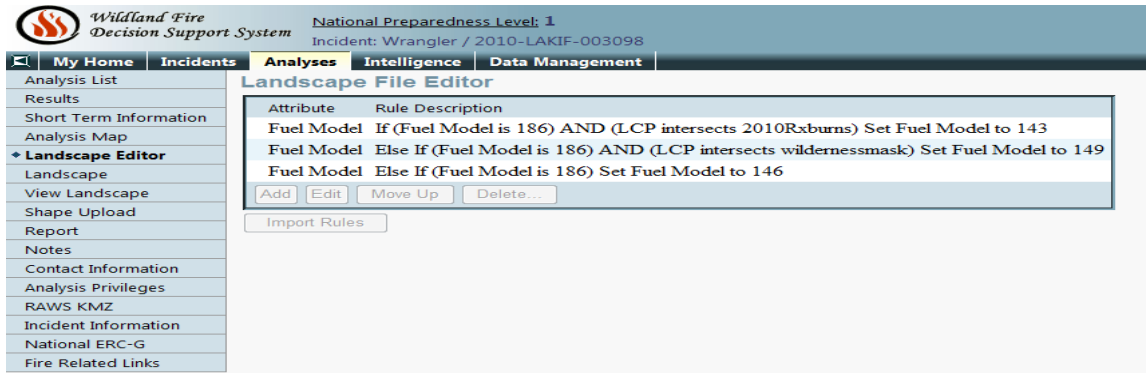 Wildland Fire
Decision Support System
National Preparedness Level: 1
Incident: Wrangler / 2010-LAKIF-003098
My Home Incidents Analyses Intelligence Data Management
Analysis List
Results
Short Term Information
Analysis Map
Landscape Editor
Landscape
View Landscape
Shape Upload
Report
Notes
Contact Information
Analysis Privileges
RAWS KMZ
Incident Information
National ERC-G
Fire Related Links
Landscape File Editor
Attribute Rule Description
Fuel Model If (Fuel Model is 186) AND (LCP intersects 2010Rxburns) Set Fuel Model to 143
Fuel Model Else If (Fuel Model is 186) AND (LCP intersects wildernessmask) Set Fuel Model to 149
Fuel Model Else If (Fuel Model is 186) Set Fuel Model to 146
Add Edit Move Up Delete...
Import Rules